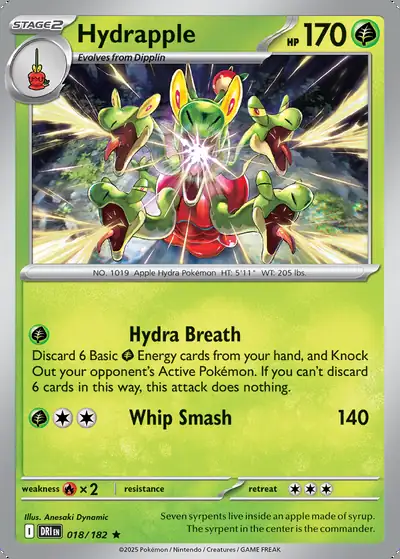 STAGE2
Hydrapple
HP 170
Evolves from Dipplin
NO. 1019 Apple Hydra Pokémon HT: 5'11" WT: 205 lbs.
Hydra Breath
Discard 6 Basic Energy cards from your hand, and Knock
Out your opponent's Active Pokémon. If you can't discard
6 cards in this way, this attack does nothing.
Whip Smash 140
weakness ×2 resistance retreat
Illus. Anesaki Dynamic
Seven serpents live inside an apple made of syrup.
The serpent in the center is the commander.
I DRI EN 018/182 ★
©2025 Pokémon / Nintendo / Creatures / GAME FREAK